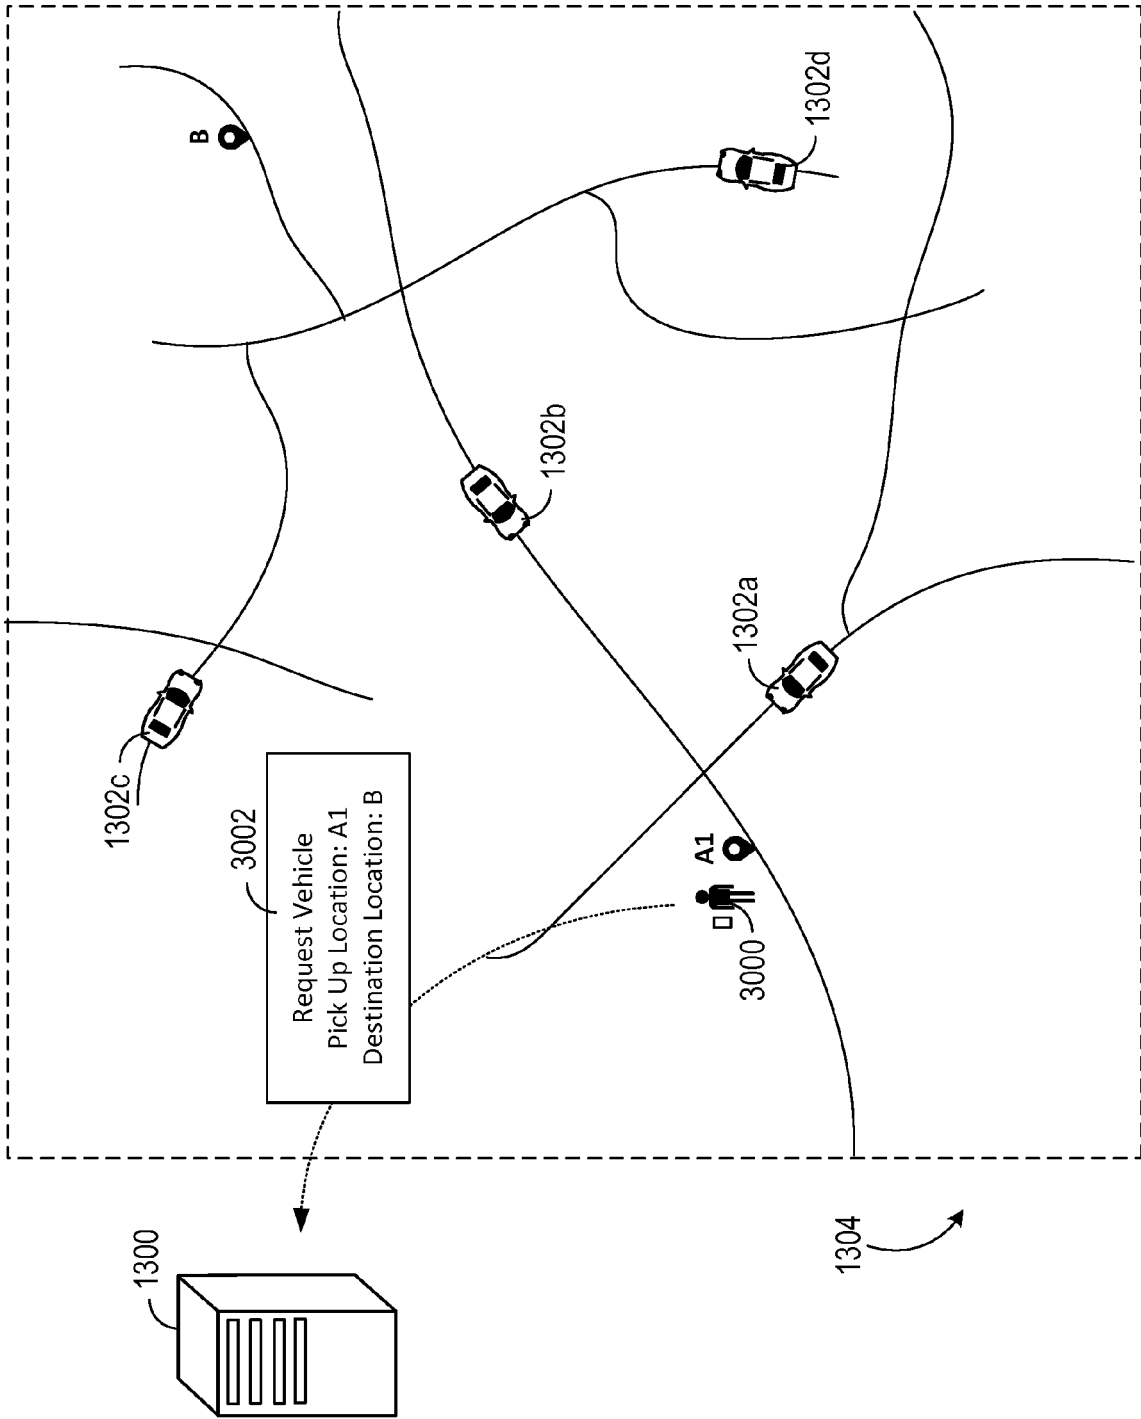 1300
3002
Request Vehicle
Pick Up Location: A1
Destination Location: B
1302c
B
1302b
1302d
A1
3000
1302a
1304